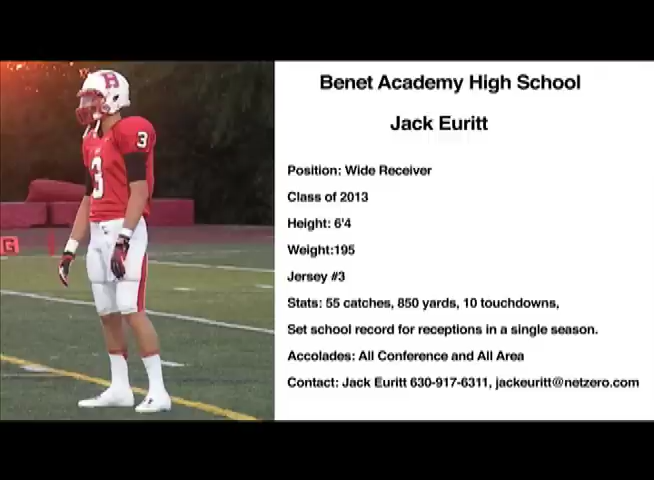 Benet Academy High School
Jack Euritt
Position: Wide Receiver
Class of 2013
Height: 6'4
Weight:195
Jersey #3
Stats: 55 catches, 850 yards, 10 touchdowns,
Set school record for receptions in a single season.
Accolades: All Conference and All Area
Contact: Jack Euritt 630-917-6311, jackeuritt@netzero.com
H
3
3
G